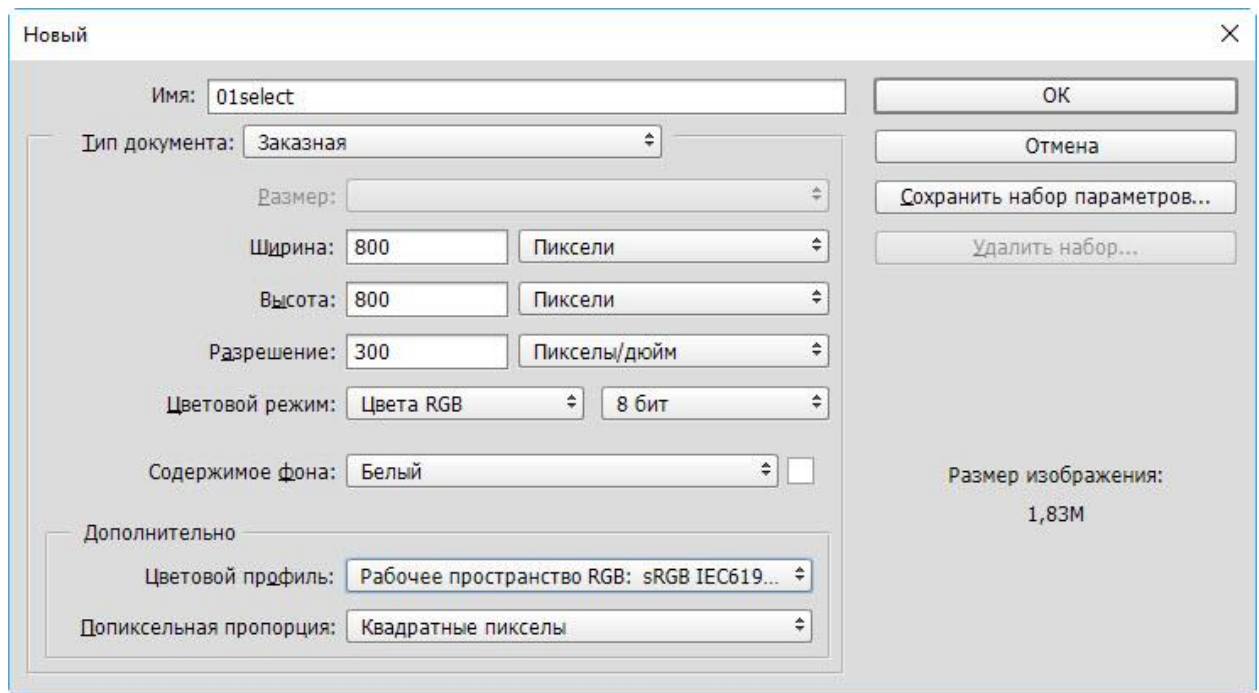 Новый
Имя: 01select
OK
Тип документа: Заказная
Отмена
Размер:
Сохранить набор параметров...
Ширина: 800 Пиксели
Удалить набор...
Высота: 800 Пиксели
Разрешение: 300 Пикселы/дюйм
Цветовой режим: Цвета RGB 8 бит
Содержимое фона: Белый
Размер изображения:
1,83M
Дополнительно
Цветовой профиль: Рабочее пространство RGB: sRGB IEC619...
Попиксельная пропорция: Квадратные пикселы